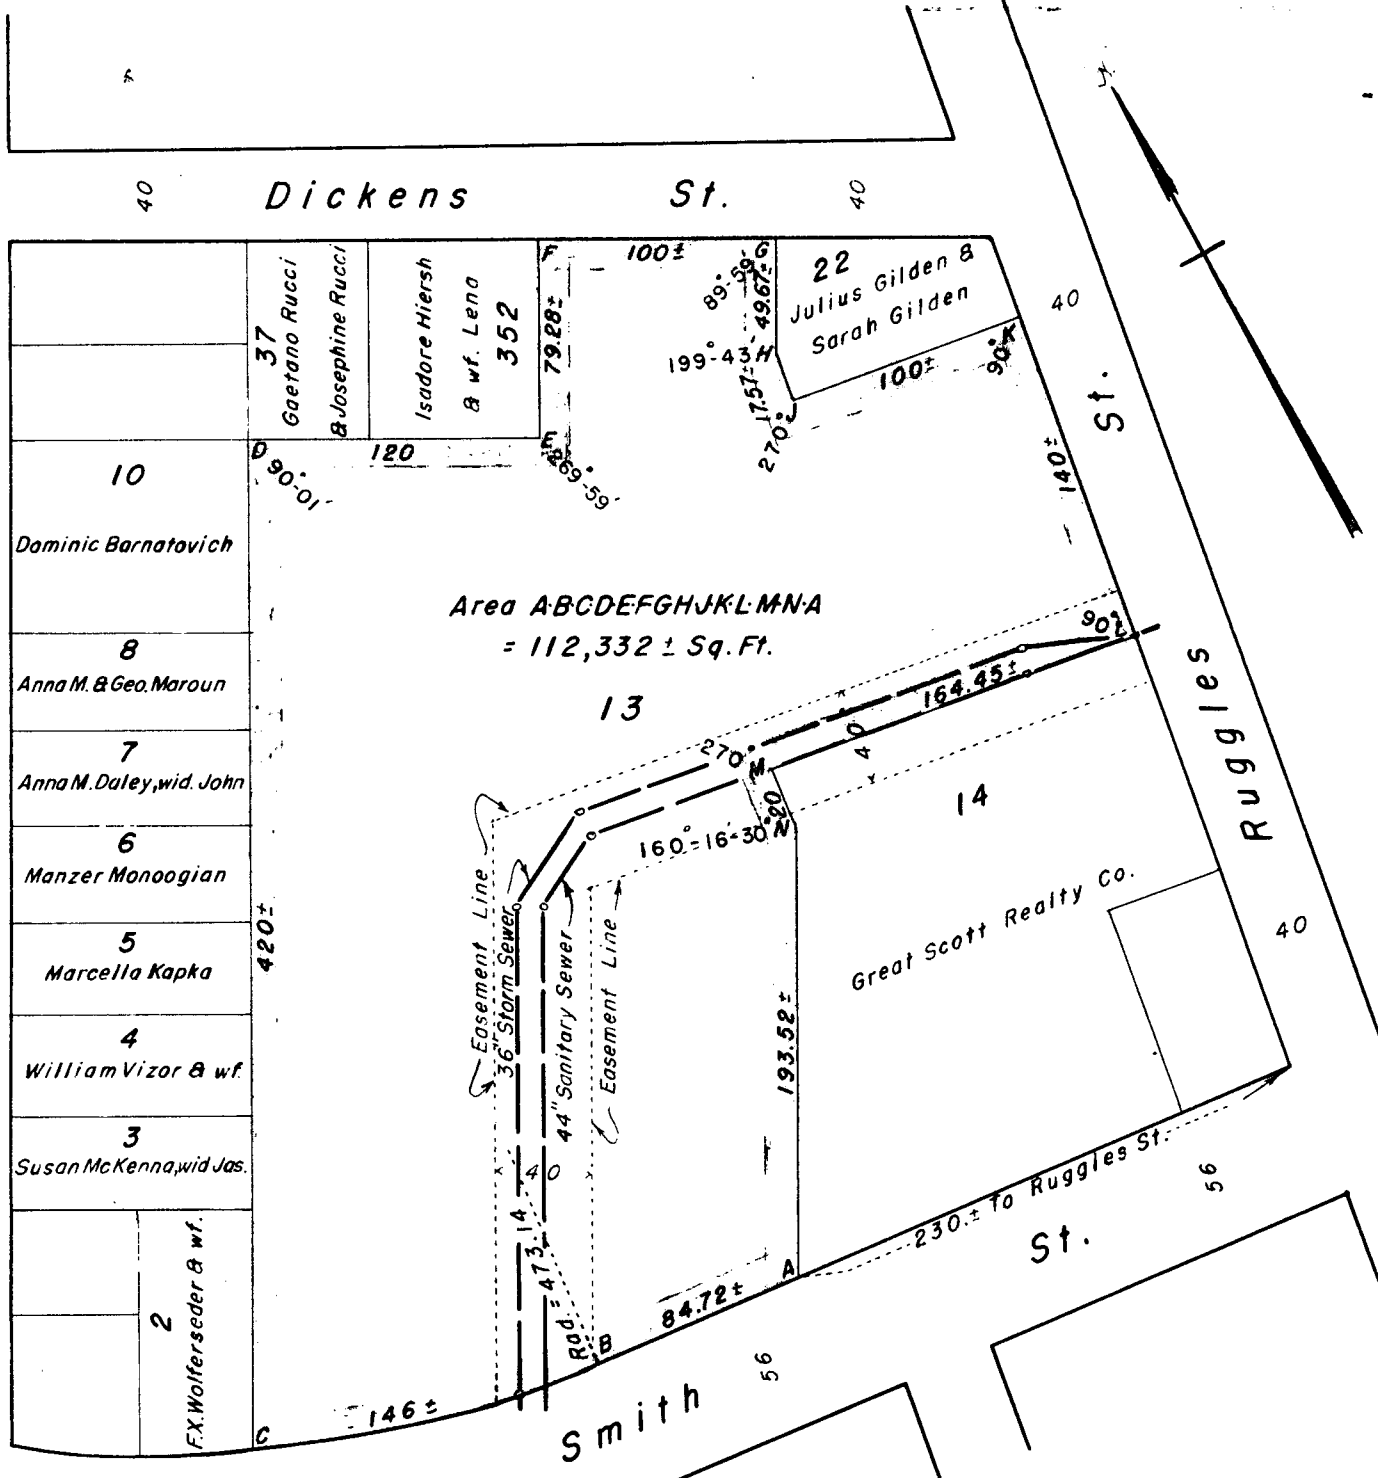 40
Dickens St.
40
37
Gaetano Rucci
& Josephine Rucci
Isadore Hiersh
& wf. Lena
352
F
100±
G
79.28±
89°-59'
49.67±
22
Julius Gilden &
Sarah Gilden
40
199°-43'
H
17.57±
100±
90°
K
J
270°
St.
140±
D
90°-01'
120
E
269°-59'
10
Dominic Barnatovich
Area A-B-C-D-E-F-G-H-J-K-L-M-N-A
= 112,332 ± Sq. Ft.
8
Anna M. & Geo. Maroun
13
90°
L
164.45±
270°
M
40
20
N
160°-16'-30"
14
Ruggles
7
Anna M. Daley, wid. John
6
Manzer Monoogian
5
Marcella Kapka
4
William Vizor & wf.
3
Susan McKenna, wid Jas.
2
F.X. Wolferseder & wf.
420±
Easement Line
36" Storm Sewer
44" Sanitary Sewer
Easement Line
Great Scott Realty Co.
40
193.52±
40
Rad. = 473.14
A
230.± To Ruggles St.
56
84.72±
B
56
146±
C
Smith St.